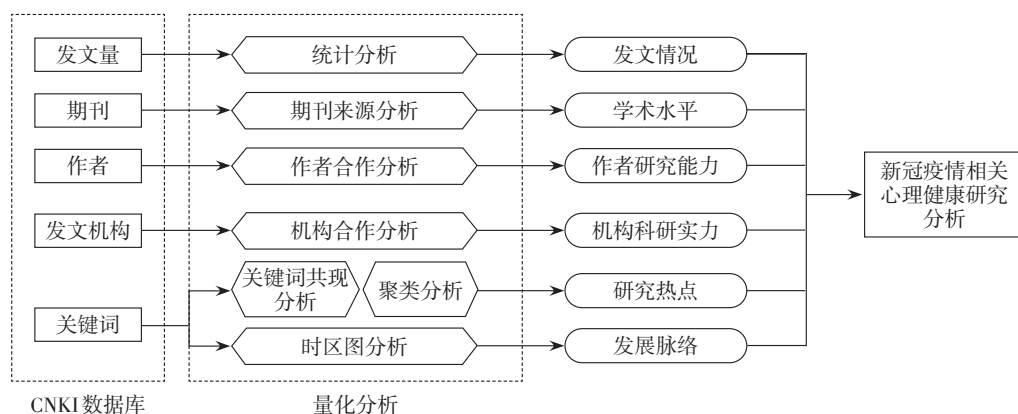 发文量
统计分析
发文情况
期刊
期刊来源分析
学术水平
作者
作者合作分析
作者研究能力
新冠疫情相关
心理健康研究
分析
发文机构
机构合作分析
机构科研实力
关键词共现
分析
聚类分析
研究热点
关键词
时区图分析
发展脉络
CNKI数据库
量化分析